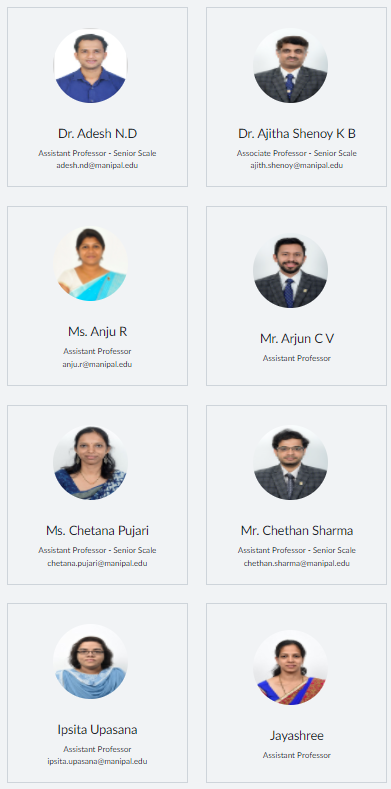 Dr. Adesh N.D
Assistant Professor - Senior Scale
adesh.nd@manipal.edu
Dr. Ajitha Shenoy K B
Associate Professor - Senior Scale
ajith.shenoy@manipal.edu
Ms. Anju R
Assistant Professor
anju.r@manipal.edu
Mr. Arjun C V
Assistant Professor
Ms. Chetana Pujari
Assistant Professor - Senior Scale
chetana.pujari@manipal.edu
Mr. Chethan Sharma
Assistant Professor - Senior Scale
chethan.sharma@manipal.edu
Ipsita Upasana
Assistant Professor
ipsita.upasana@manipal.edu
Jayashree
Assistant Professor